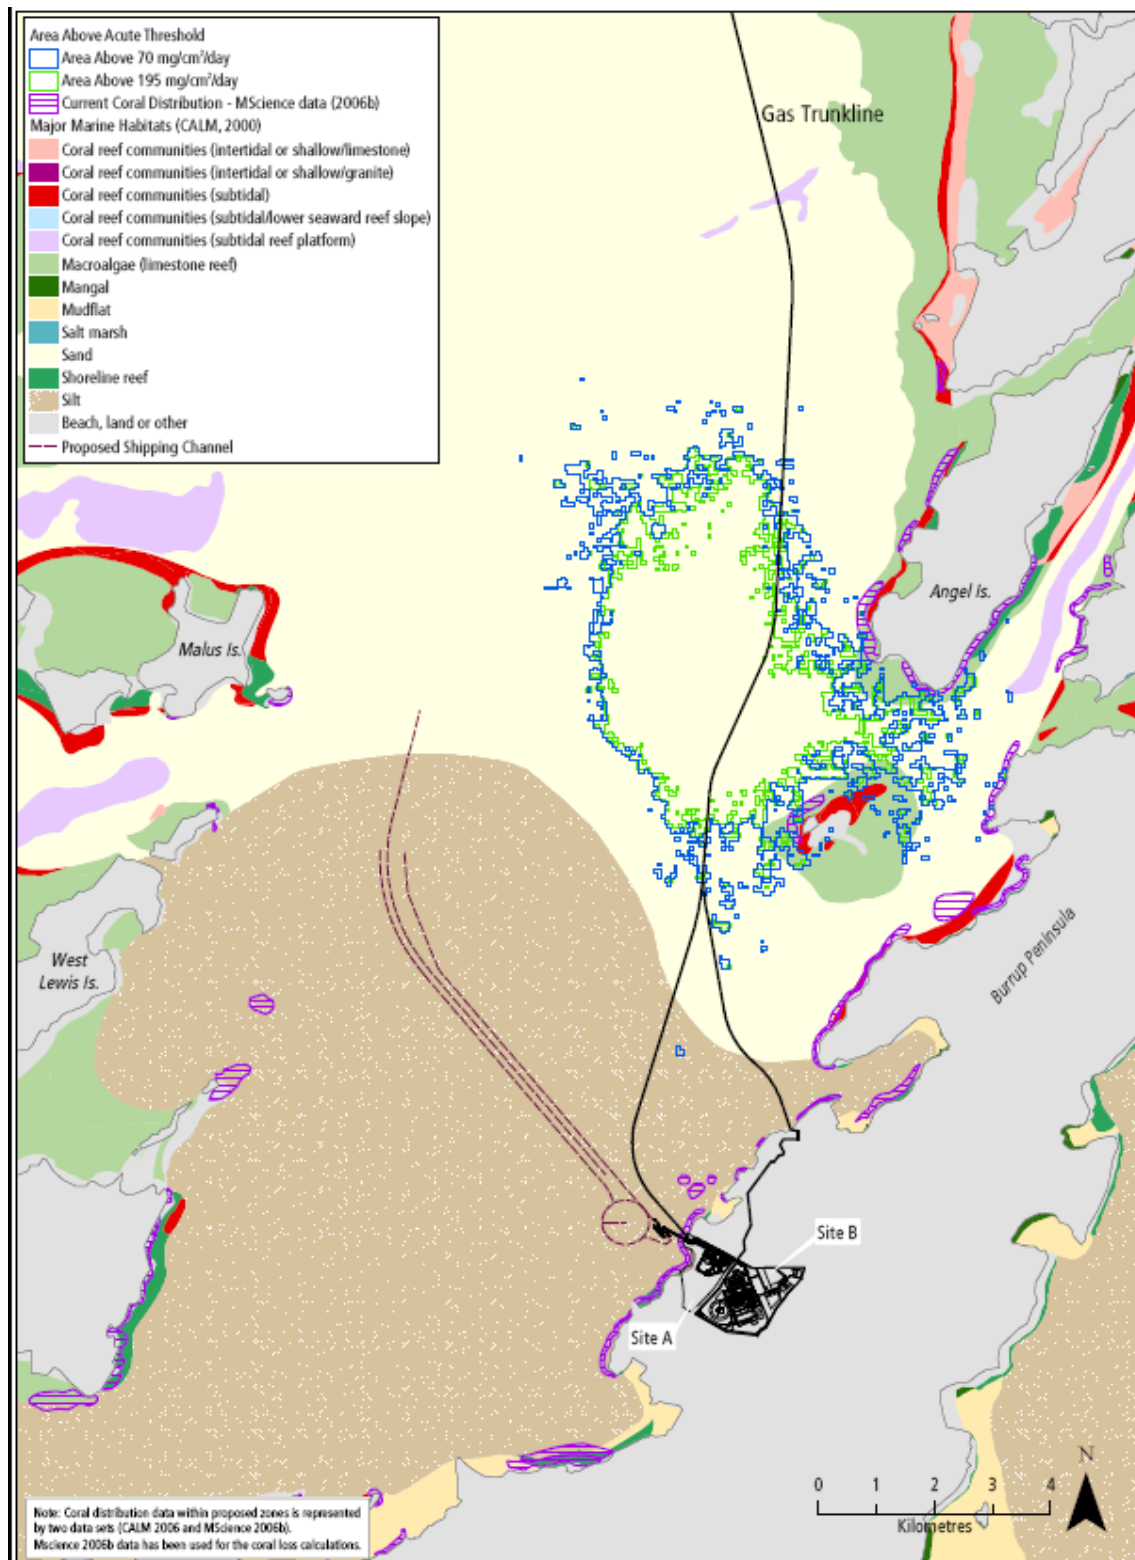 Area Above Acute Threshold
Area Above 70 mg/cm²/day
Area Above 195 mg/cm²/day
Current Coral Distribution - MScience data (2006b)
Major Marine Habitats (CALM, 2000)
Coral reef communities (intertidal or shallow/limestone)
Coral reef communities (intertidal or shallow/granite)
Coral reef communities (subtidal)
Coral reef communities (subtidal/lower seaward reef slope)
Coral reef communities (subtidal reef platform)
Macroalgae (limestone reef)
Mangal
Mudflat
Salt marsh
Sand
Shoreline reef
Silt
Beach, land or other
Proposed Shipping Channel
Gas Trunkline
Angel Is.
Malus Is.
West
Lewis Is.
Burrup Peninsula
Site B
Site A
N
0 1 2 3 4
Kilometres
Note: Coral distribution data within proposed zones is represented
by two data sets (CALM 2006 and MScience 2006b).
Mscience 2006b data has been used for the coral loss calculations.